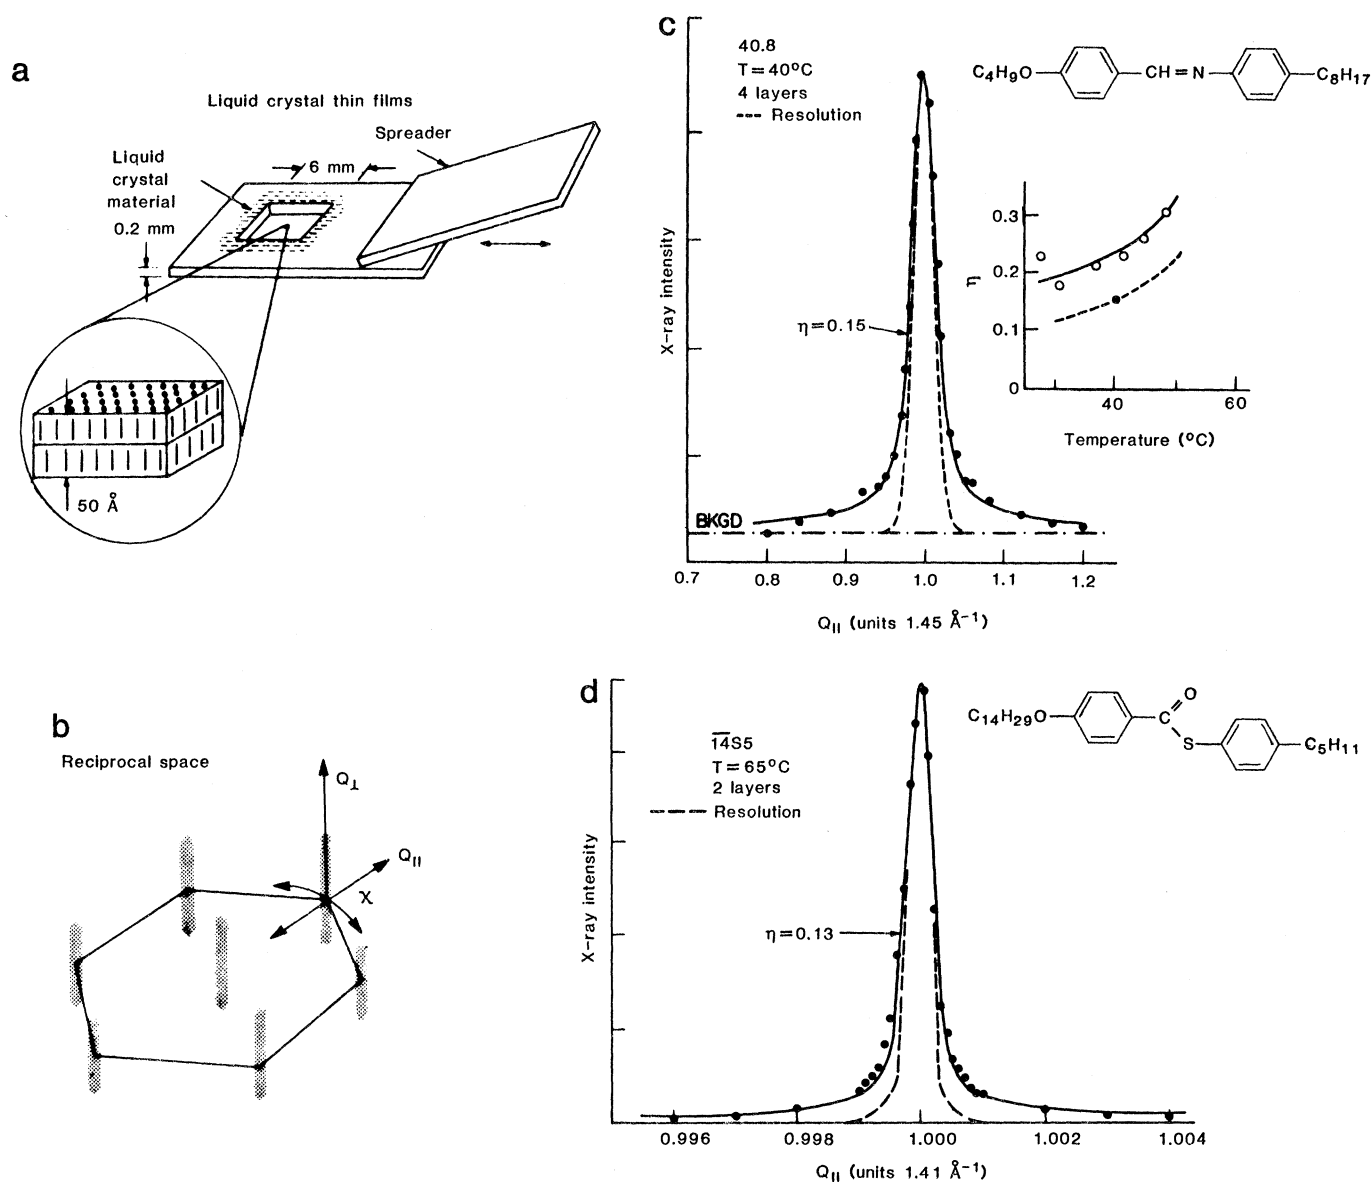 a
Liquid crystal thin films
Spreader
Liquid
crystal
material
6 mm
0.2 mm
50 Å
b
Reciprocal space
Q⊥
Q||
χ
c
40.8
T=40°C
4 layers
--- Resolution
C4H9O
CH=N
C8H17
X-ray intensity
η=0.15
BKGD
0.7 0.8 0.9 1.0 1.1 1.2
Q|| (units 1.45 Å⁻¹)
η
0.3
0.2
0.1
0
40 60
Temperature (°C)
d
1̅4̅S5
T=65°C
2 layers
--- Resolution
C14H29O
C
O
S
C5H11
X-ray intensity
η=0.13
0.996 0.998 1.000 1.002 1.004
Q|| (units 1.41 Å⁻¹)